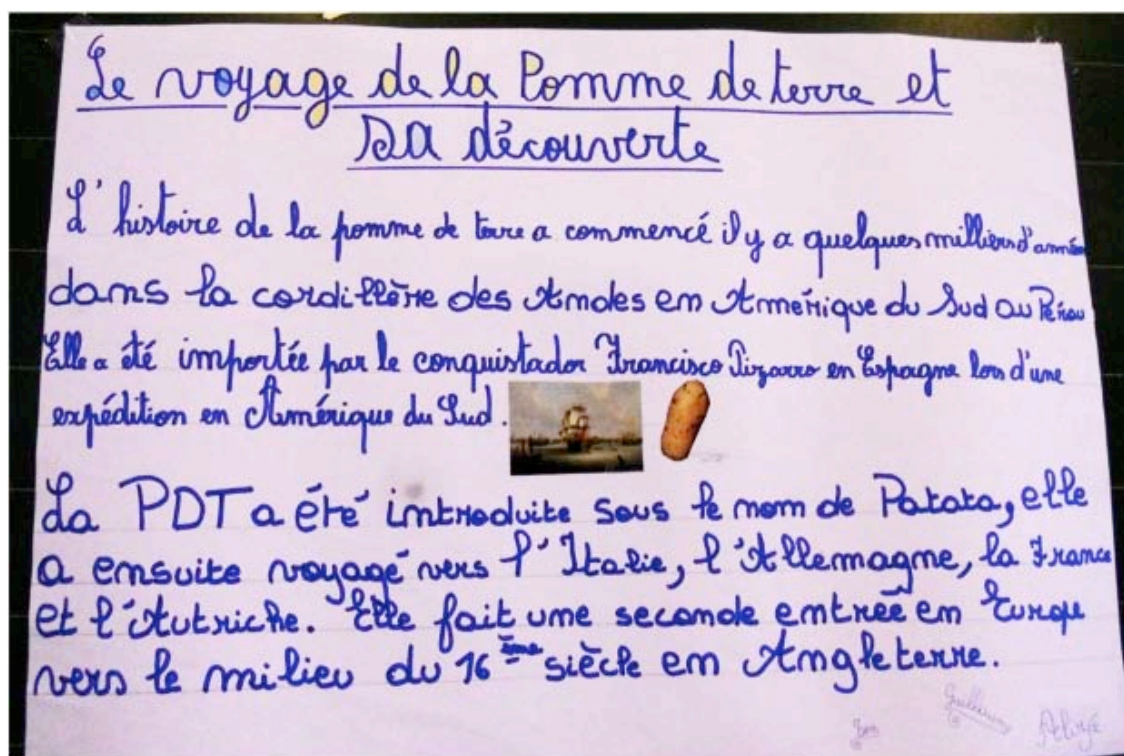 Le voyage de la Pomme de terre et
sa découverte
L'histoire de la pomme de terre a commencé il y a quelques milliers d'année
dans la cordillère des Andes en Amérique du Sud au Pérou
Elle a été importée par le conquistador Francisco Pizarro en Espagne lors d'une
expédition en Amérique du Sud.
La PDT a été introduite sous le nom de Patata, elle
a ensuite voyagé vers l'Italie, l'Allemagne, la France
et l'Autriche. Elle fait une seconde entrée en Europe
vers le milieu du 16ème siècle en Angleterre.